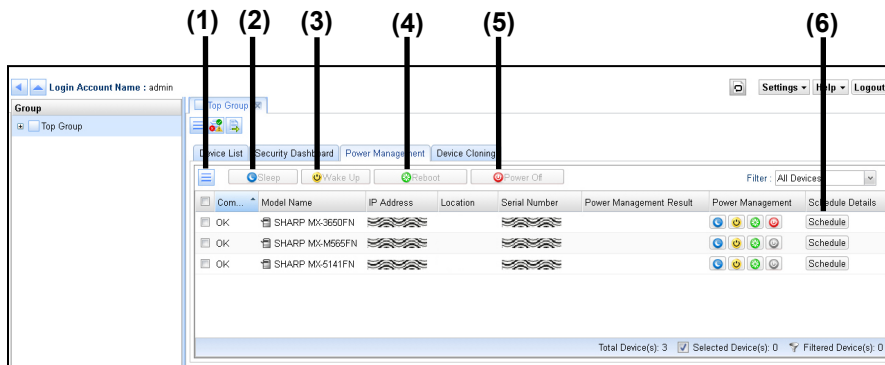 (1) (2) (3) (4) (5) (6)
Login Account Name : admin
Settings Help Logout
Group
Top Group
Top Group
Device List Security Dashboard Power Management Device Cloning
Sleep Wake Up Reboot Power Off Filter : All Devices
Com... Model Name IP Address Location Serial Number Power Management Result Power Management Schedule Details
OK SHARP MX-3650FN Schedule
OK SHARP MX-M565FN Schedule
OK SHARP MX-5141FN Schedule
Total Device(s): 3 Selected Device(s): 0 Filtered Device(s): 0